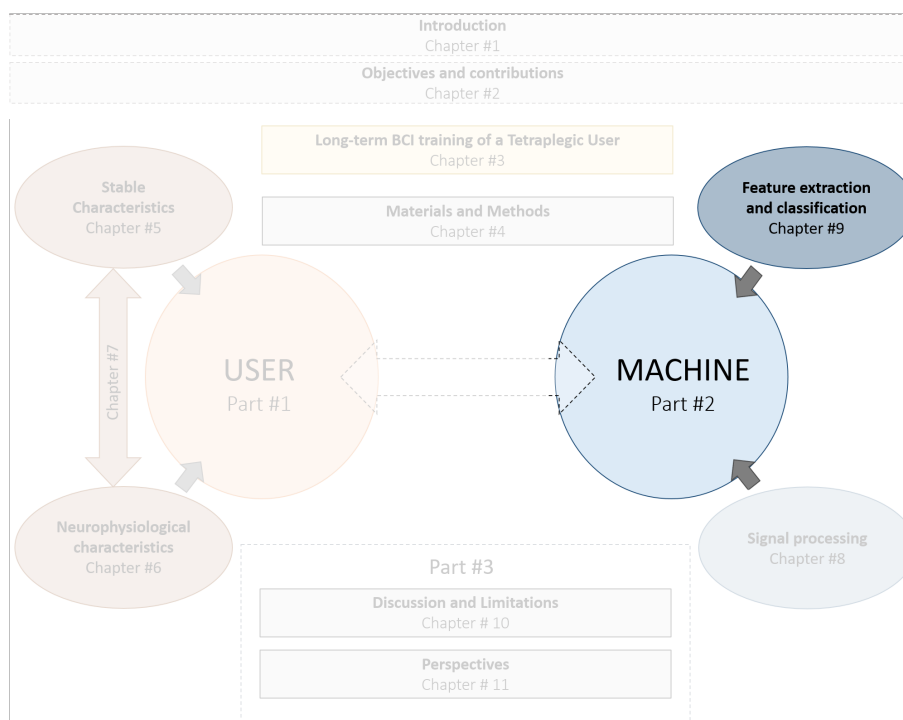 Introduction
Chapter #1
Objectives and contributions
Chapter #2
Long-term BCI training of a Tetraplegic User
Chapter #3
Materials and Methods
Chapter #4
Stable
Characteristics
Chapter #5
Feature extraction
and classification
Chapter #9
Chapter #7
USER
Part #1
MACHINE
Part #2
Neurophysiological
characteristics
Chapter #6
Signal processing
Chapter #8
Part #3
Discussion and Limitations
Chapter # 10
Perspectives
Chapter # 11